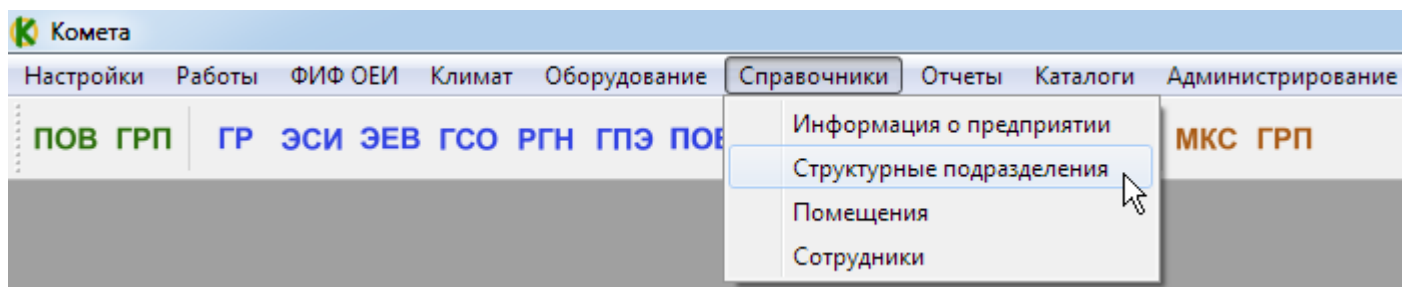 Комета
Настройки Работы ФИФ ОЕИ Климат Оборудование Справочники Отчеты Каталоги Администрирование
ПОВ ГРП ГР ЭСИ ЭЕВ ГСО РГН ГПЭ ПОВ МКС ГРП
Информация о предприятии
Структурные подразделения
Помещения
Сотрудники